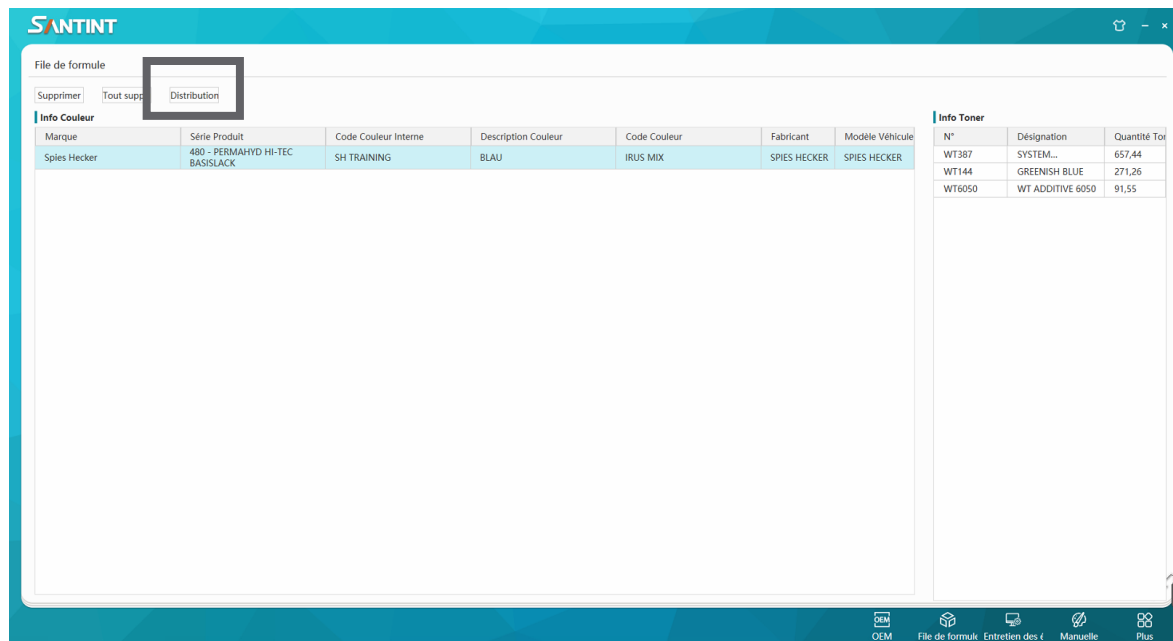 SANTINT
File de formule
Supprimer Tout supp Distribution
Info Couleur
Marque Série Produit Code Couleur Interne Description Couleur Code Couleur Fabricant Modèle Véhicule
Spies Hecker 480 - PERMAHYD HI-TEC SH TRAINING BLAU IRUS MIX SPIES HECKER SPIES HECKER
BASISLACK
Info Toner
N° Désignation Quantité Ton
WT387 SYSTEM... 657,44
WT144 GREENISH BLUE 271,26
WT6050 WT ADDITIVE 6050 91,55
OEM
OEM File de formule Entretien des é Manuelle Plus